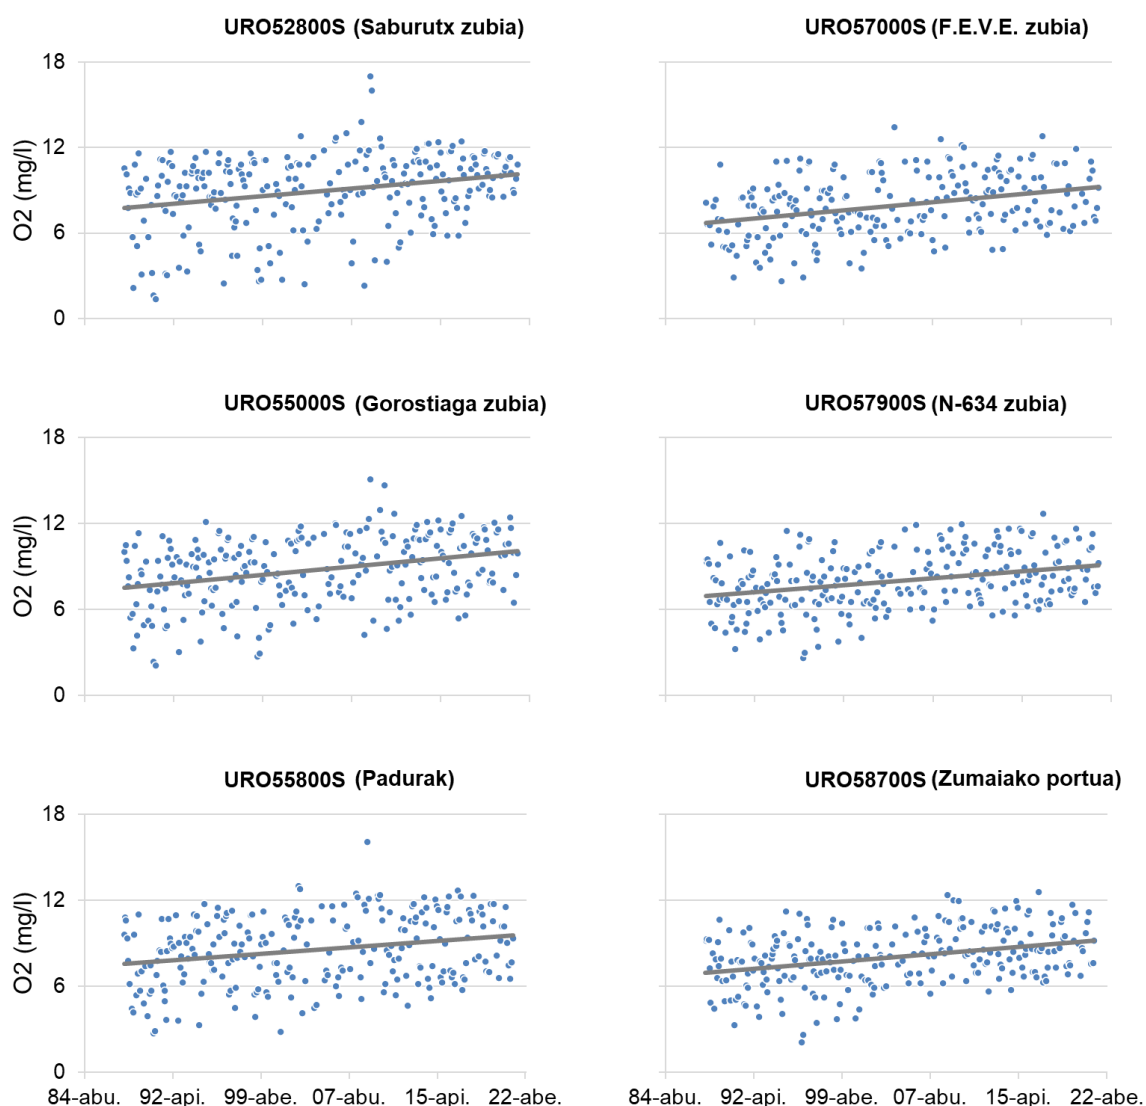 URO52800S (Saburutx zubia)
URO57000S (F.E.V.E. zubia)
O2 (mg/l)
18
12
6
0
URO55000S (Gorostiaga zubia)
URO57900S (N-634 zubia)
O2 (mg/l)
18
12
6
0
URO55800S (Padurak)
URO58700S (Zumaiako portua)
O2 (mg/l)
18
12
6
0
84-abu. 92-api. 99-abe. 07-abu. 15-api. 22-abe.
84-abu. 92-api. 99-abe. 07-abu. 15-api. 22-abe.